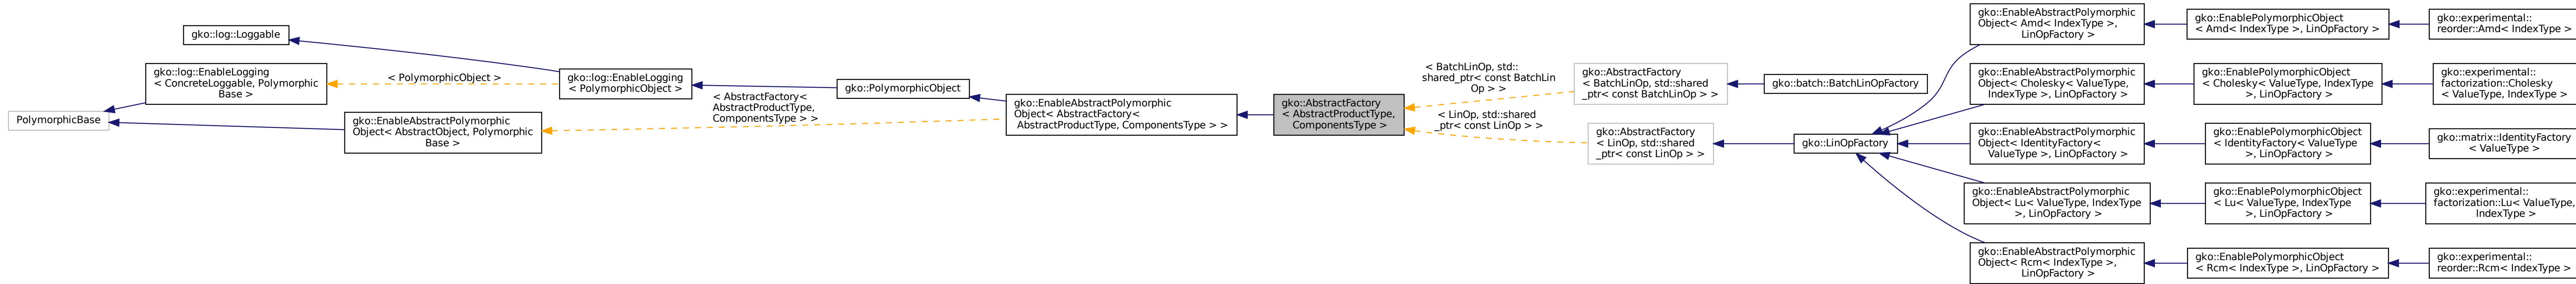 PolymorphicBase
gko::log::Loggable
gko::log::EnableLogging
< ConcreteLoggable, Polymorphic
Base >
gko::EnableAbstractPolymorphic
Object< AbstractObject, Polymorphic
Base >
< PolymorphicObject >
gko::log::EnableLogging
< PolymorphicObject >
< AbstractFactory<
AbstractProductType,
ComponentsType > >
gko::PolymorphicObject
gko::EnableAbstractPolymorphic
Object< AbstractFactory<
AbstractProductType, ComponentsType > >
gko::AbstractFactory
< AbstractProductType,
ComponentsType >
< BatchLinOp, std::
shared_ptr< const BatchLin
Op > >
< LinOp, std::shared
_ptr< const LinOp > >
gko::AbstractFactory
< BatchLinOp, std::shared
_ptr< const BatchLinOp > >
gko::AbstractFactory
< LinOp, std::shared
_ptr< const LinOp > >
gko::batch::BatchLinOpFactory
gko::LinOpFactory
gko::EnableAbstractPolymorphic
Object< Amd< IndexType >,
LinOpFactory >
gko::EnablePolymorphicObject
< Amd< IndexType >, LinOpFactory >
gko::experimental::
reorder::Amd< IndexType >
gko::EnableAbstractPolymorphic
Object< Cholesky< ValueType,
IndexType >, LinOpFactory >
gko::EnablePolymorphicObject
< Cholesky< ValueType, IndexType
>, LinOpFactory >
gko::experimental::
factorization::Cholesky
< ValueType, IndexType >
gko::EnableAbstractPolymorphic
Object< IdentityFactory<
ValueType >, LinOpFactory >
gko::EnablePolymorphicObject
< IdentityFactory< ValueType
>, LinOpFactory >
gko::matrix::IdentityFactory
< ValueType >
gko::EnableAbstractPolymorphic
Object< Lu< ValueType, IndexType
>, LinOpFactory >
gko::EnablePolymorphicObject
< Lu< ValueType, IndexType
>, LinOpFactory >
gko::experimental::
factorization::Lu< ValueType,
IndexType >
gko::EnableAbstractPolymorphic
Object< Rcm< IndexType >,
LinOpFactory >
gko::EnablePolymorphicObject
< Rcm< IndexType >, LinOpFactory >
gko::experimental::
reorder::Rcm< IndexType >